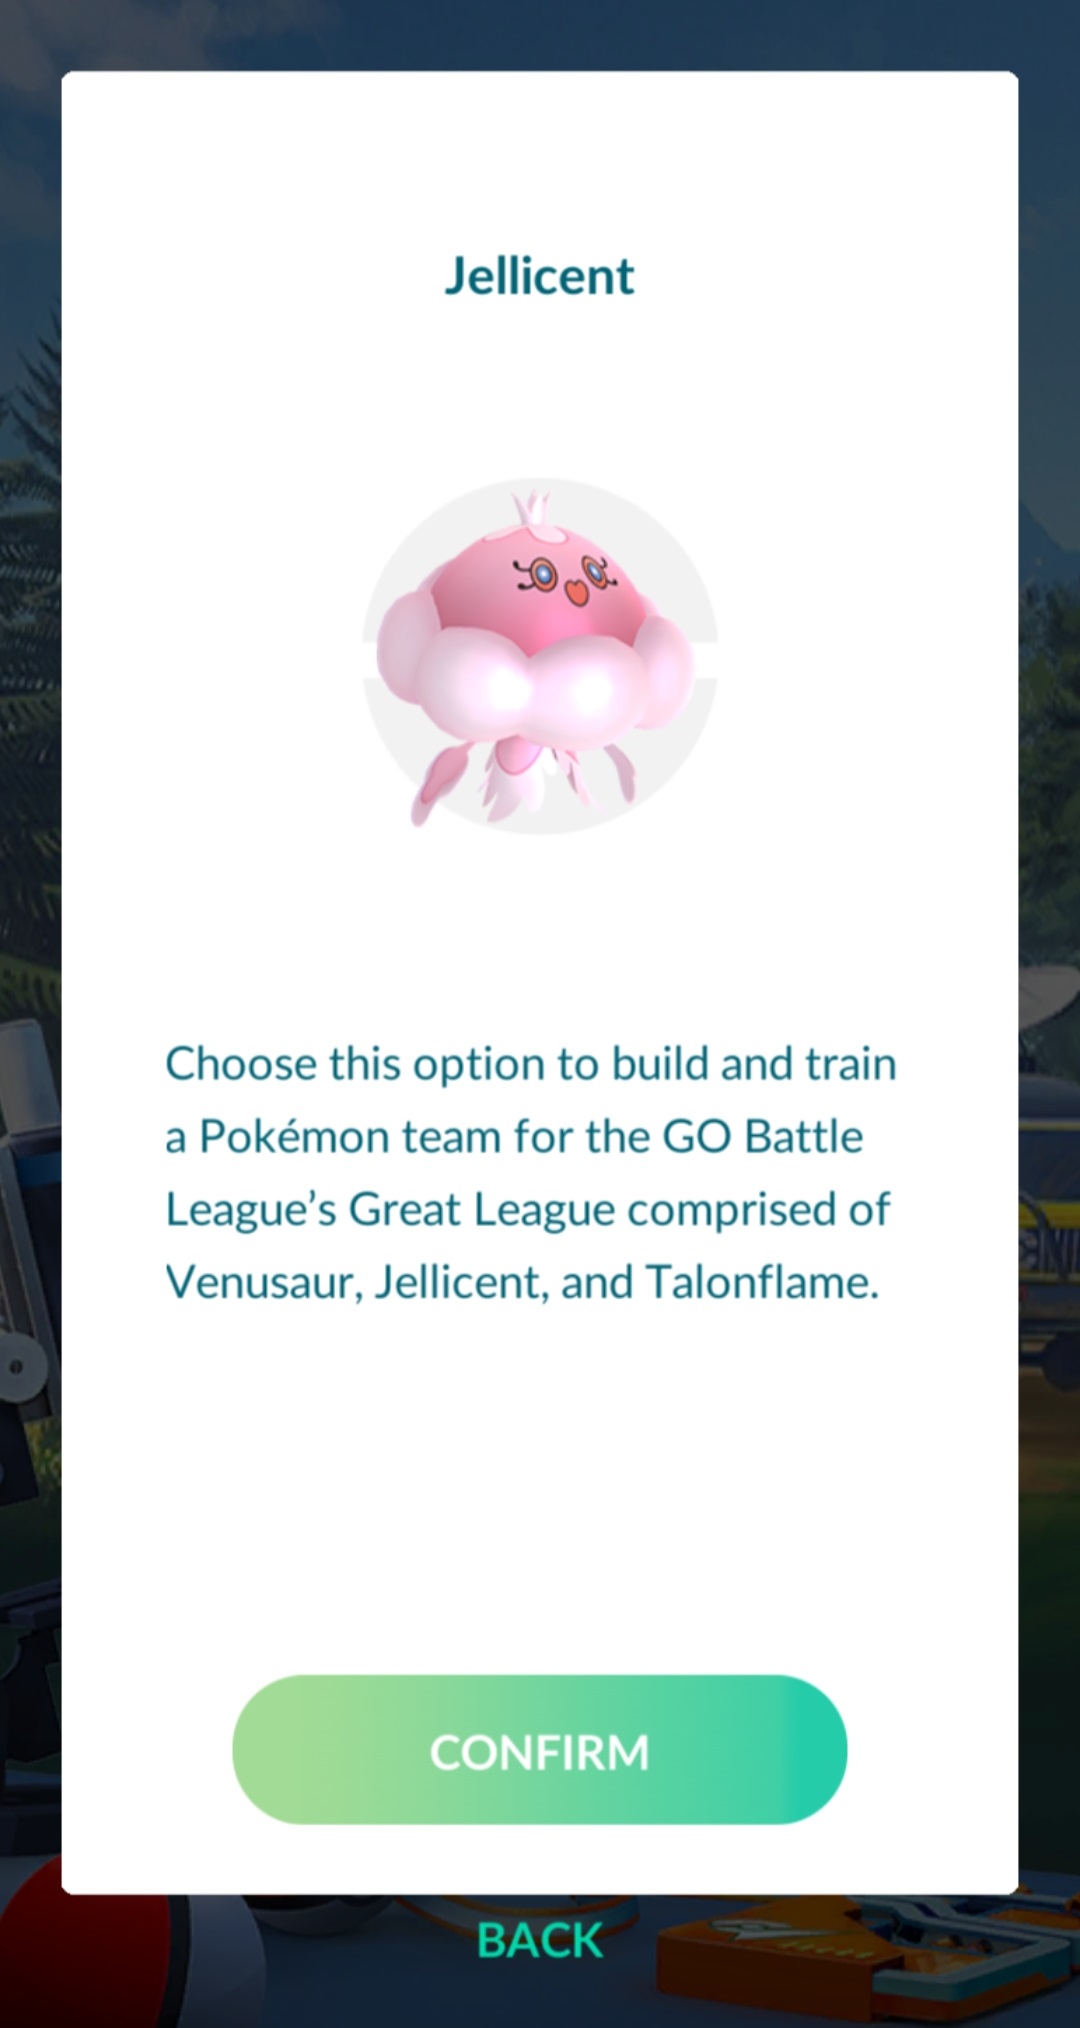 Jellicent
Choose this option to build and train
a Pokémon team for the GO Battle
League’s Great League comprised of
Venusaur, Jellicent, and Talonflame.
CONFIRM
BACK